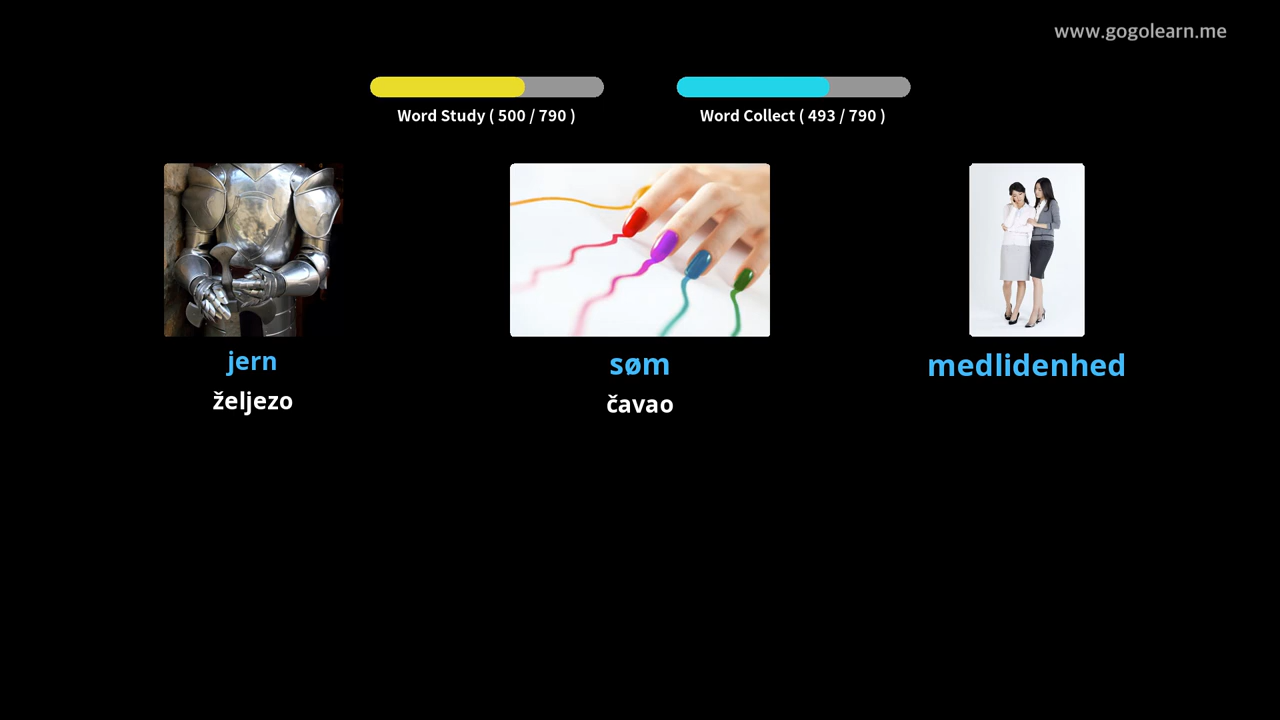 www.gogolearn.me
Word Study ( 500 / 790 )
Word Collect ( 493 / 790 )
jern
søm
medlidenhed
željezo
čavao